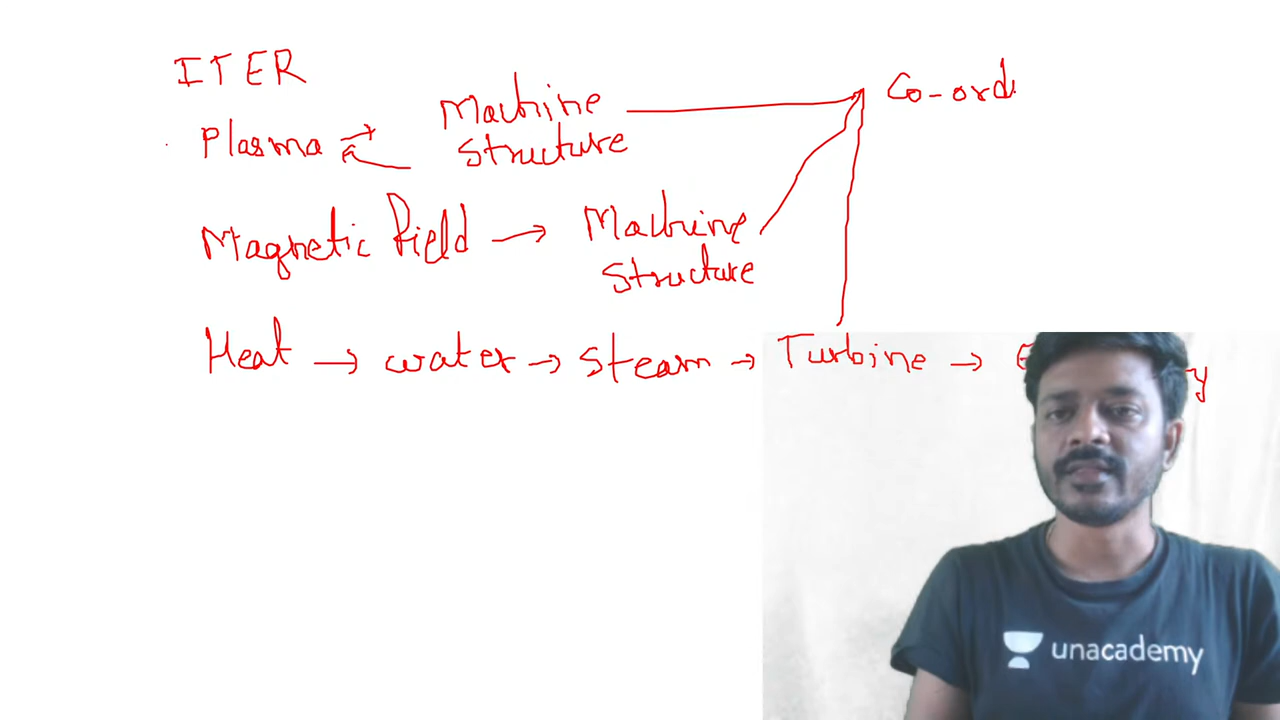 ITER
Machine
Co-ord
Plasma
structure
Magnetic field → Machine
structure
Heat → water → steam → Turbine →
unacademy